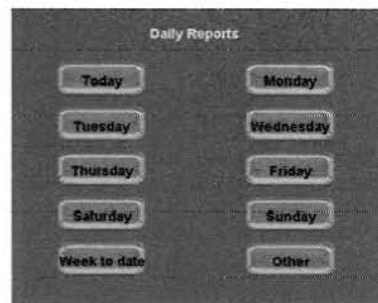 Daily Reports
Today Monday
Tuesday Wednesday
Thursday Friday
Saturday Sunday
Week to date Other